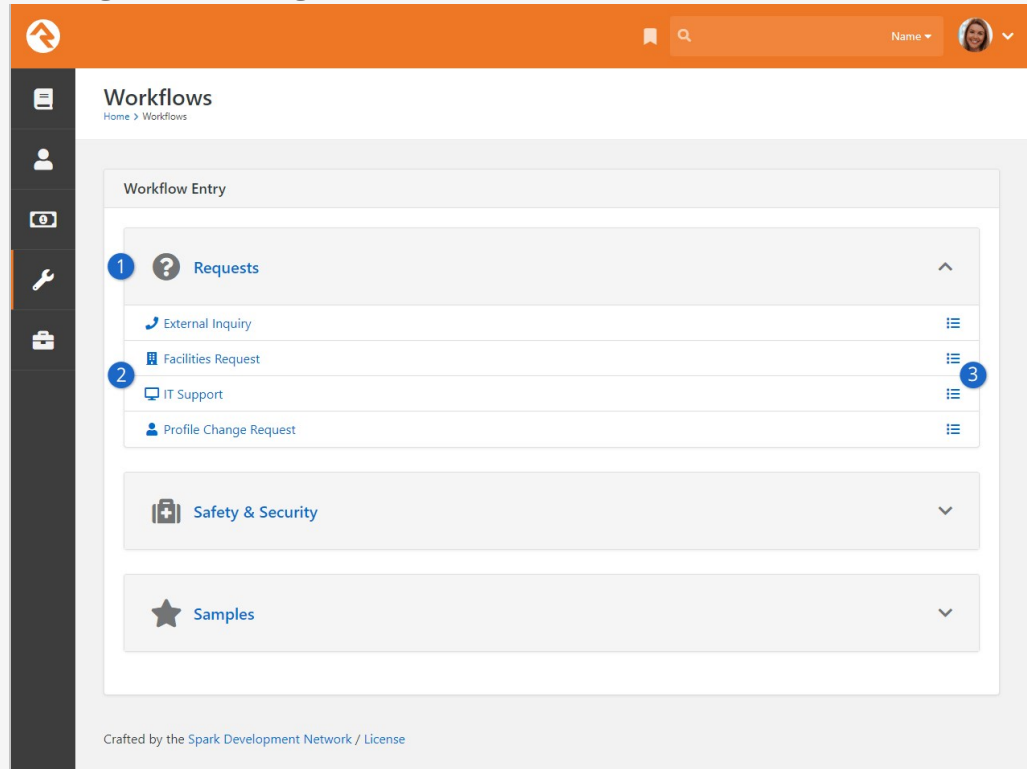 Name
Workflows
Home > Workflows
Workflow Entry
1
Requests
External Inquiry
Facilities Request
2
3
IT Support
Profile Change Request
Safety & Security
Samples
Crafted by the Spark Development Network / License